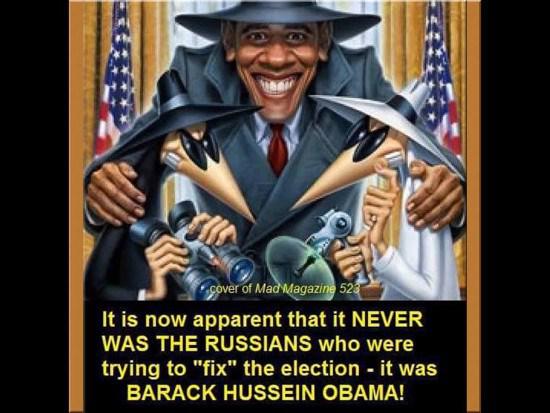 cover of Mad Magazine 523
It is now apparent that it NEVER
WAS THE RUSSIANS who were
trying to "fix" the election - it was
BARACK HUSSEIN OBAMA!